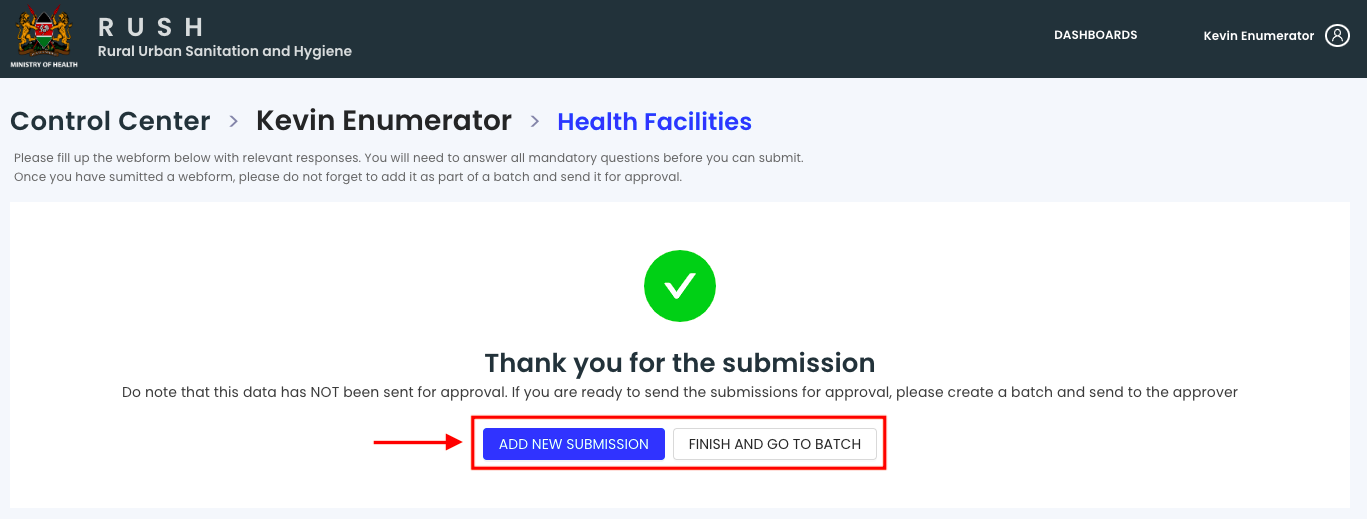 R U S H
Rural Urban Sanitation and Hygiene
MINISTRY OF HEALTH
DASHBOARDS
Kevin Enumerator
Control Center > Kevin Enumerator > Health Facilities
Please fill up the webform below with relevant responses. You will need to answer all mandatory questions before you can submit.
Once you have sumitted a webform, please do not forget to add it as part of a batch and send it for approval.
Thank you for the submission
Do note that this data has NOT been sent for approval. If you are ready to send the submissions for approval, please create a batch and send to the approver
ADD NEW SUBMISSION
FINISH AND GO TO BATCH